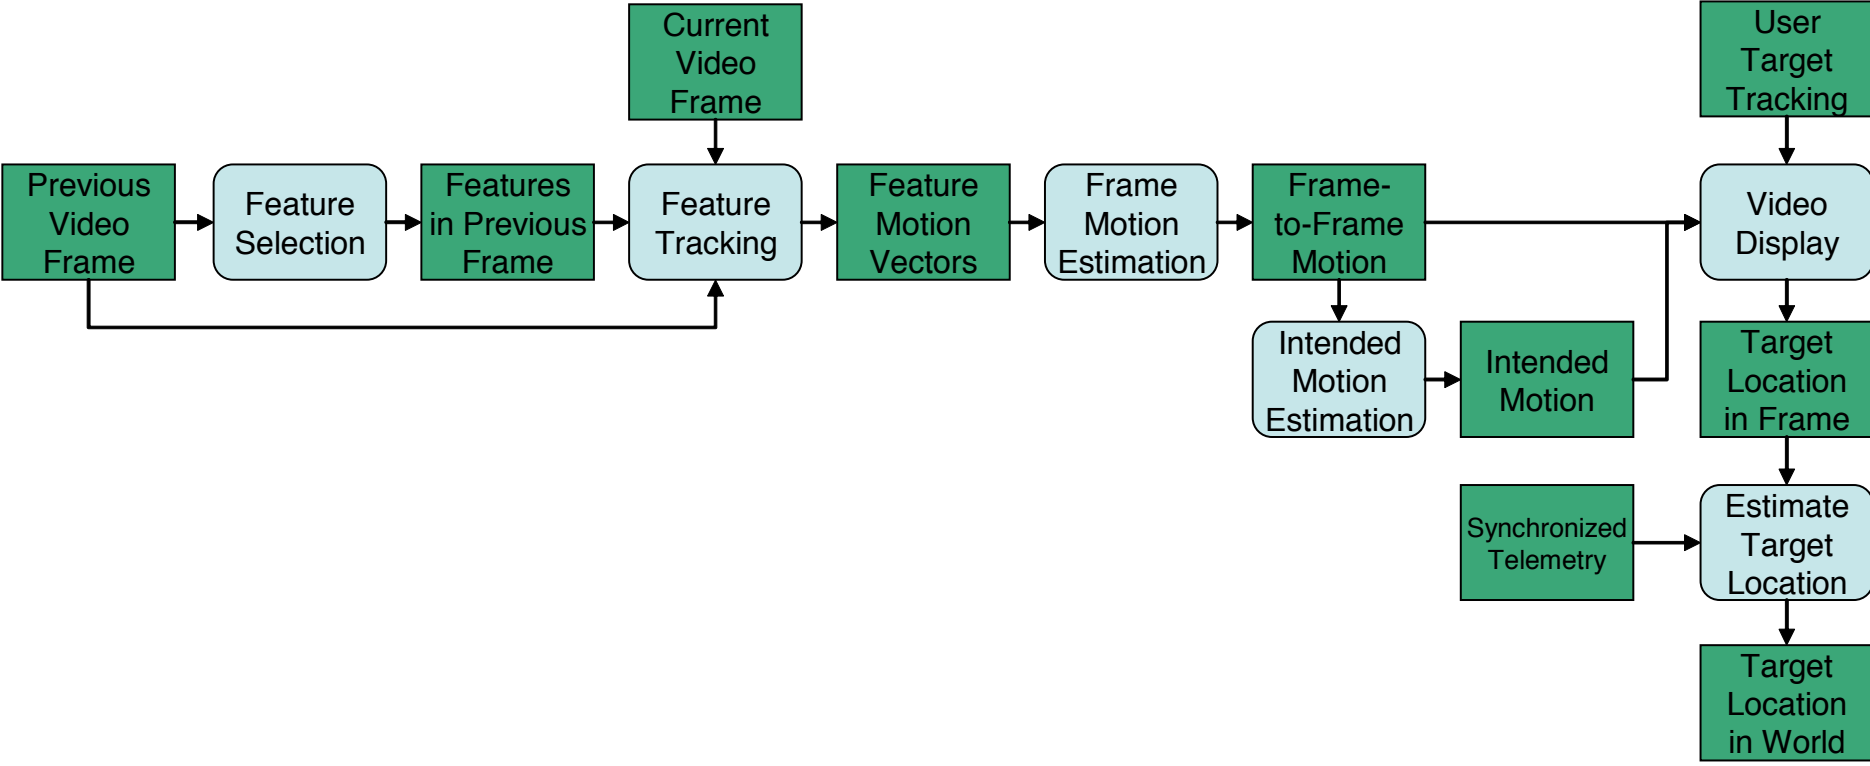 Current
Video
Frame
User
Target
Tracking
Previous
Video
Frame
Feature
Selection
Features
in Previous
Frame
Feature
Tracking
Feature
Motion
Vectors
Frame
Motion
Estimation
Frame-
to-Frame
Motion
Video
Display
Intended
Motion
Estimation
Intended
Motion
Target
Location
in Frame
Synchronized
Telemetry
Estimate
Target
Location
Target
Location
in World